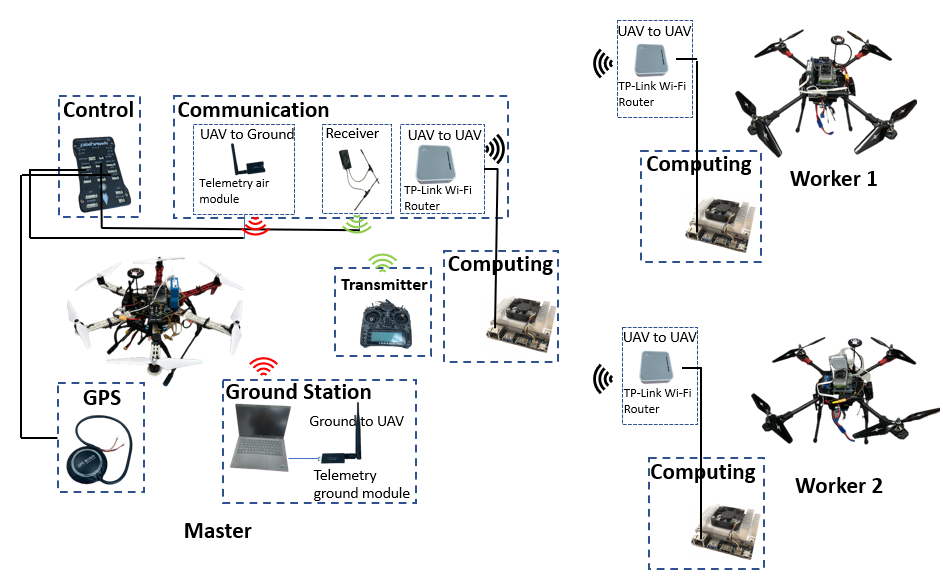 Control
pixhawk
Communication
UAV to Ground
Telemetry air
module
Receiver
UAV to UAV
TP-Link Wi-Fi
Router
Transmitter
Computing
GPS
Ground Station
Ground to UAV
Telemetry
ground module
Master
UAV to UAV
TP-Link Wi-Fi
Router
Computing
Worker 1
UAV to UAV
TP-Link Wi-Fi
Router
Computing
Worker 2